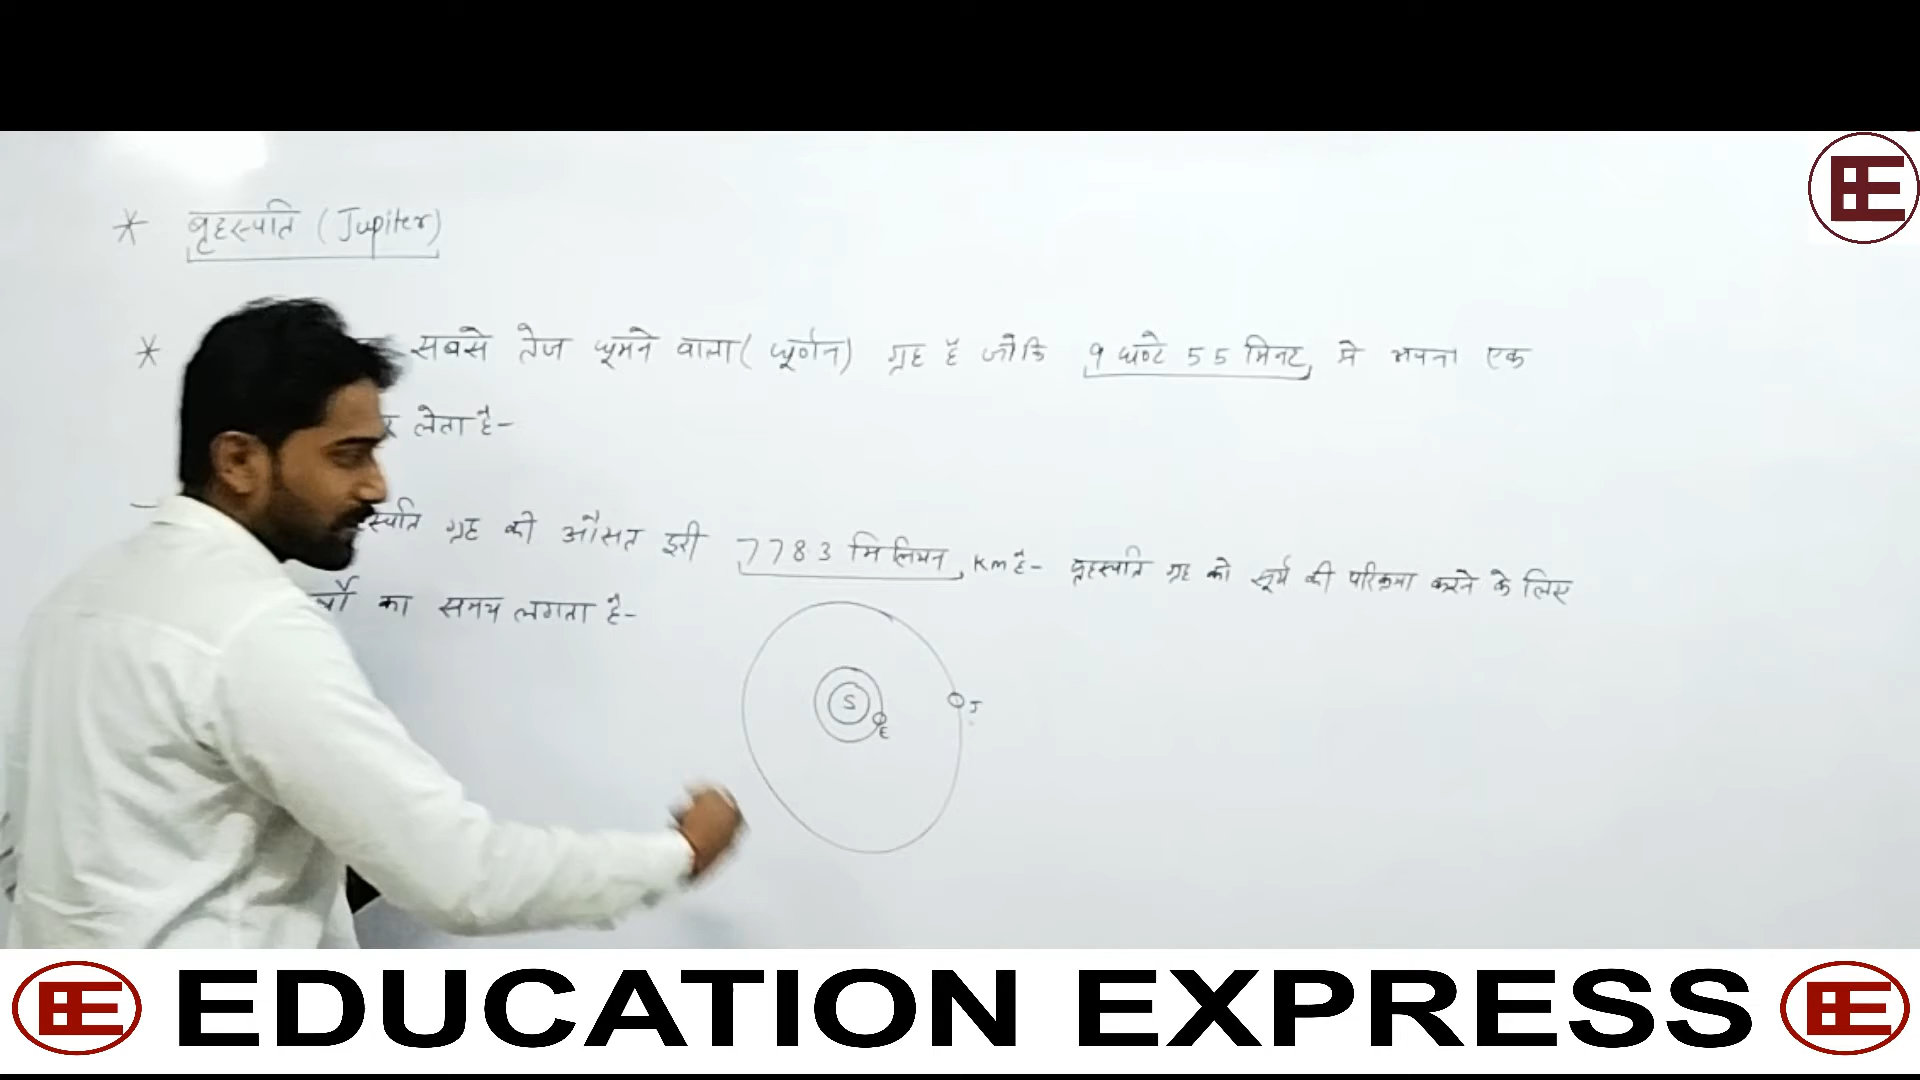 * बृहस्पति (Jupiter)
* सबसे तेज घूमने वाला ( घूर्णन) ग्रह है जोकि 9 घण्टे 55 मिनट मे अपना एक
लेता है-
ग्रह की औसत दूरी 7783 मिलियन Km है- बृहस्पति ग्रह को सूर्य की परिक्रमा करने के लिए
का समय लगता है-
S
E
J
EDUCATION EXPRESS